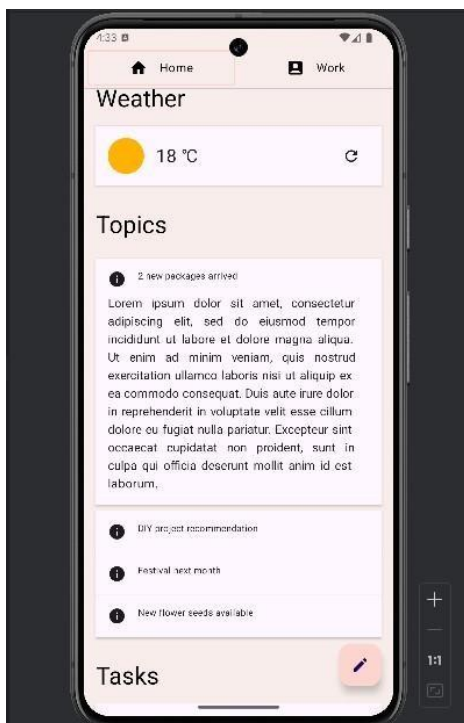 4:33
Home
Work
Weather
18 °C
Topics
2 new packages arrived
Lorem ipsum dolor sit amet, consectetur
adipiscing elit, sed do eiusmod tempor
incididunt ut labore et dolore magna aliqua.
Ut enim ad minim veniam, quis nostrud
exercitation ullamco laboris nisi ut aliquip ex
ea commodo consequat. Duis aute irure dolor
in reprehenderit in voluptate velit esse cillum
dolore eu fugiat nulla pariatur. Excepteur sint
occaecat cupidatat non proident, sunt in
culpa qui officia deserunt mollit anim id est
laborum.
DIY project recommendation
Festival next month
New flower seeds available
Tasks
1:1